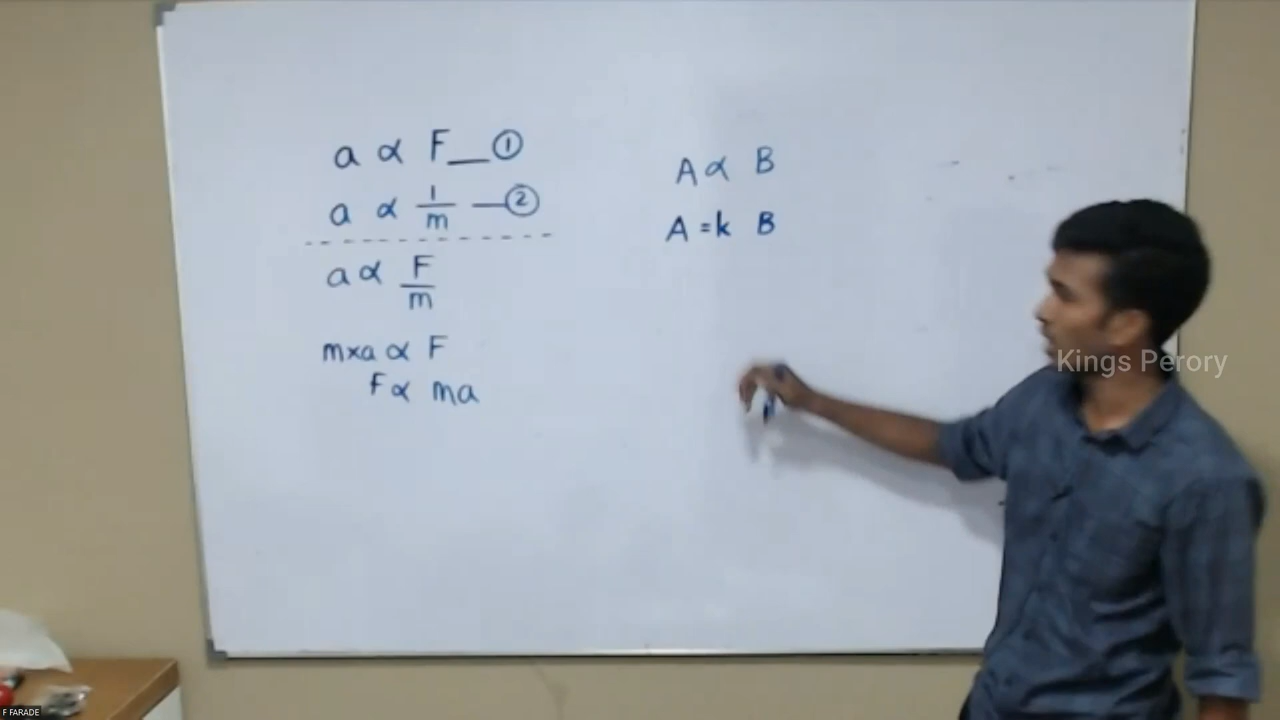 a ∝ F — ①
a ∝ 1/m — ②
a ∝ F/m
m×a ∝ F
F ∝ ma
A ∝ B
A = k B
Kings Perory
F FARADE